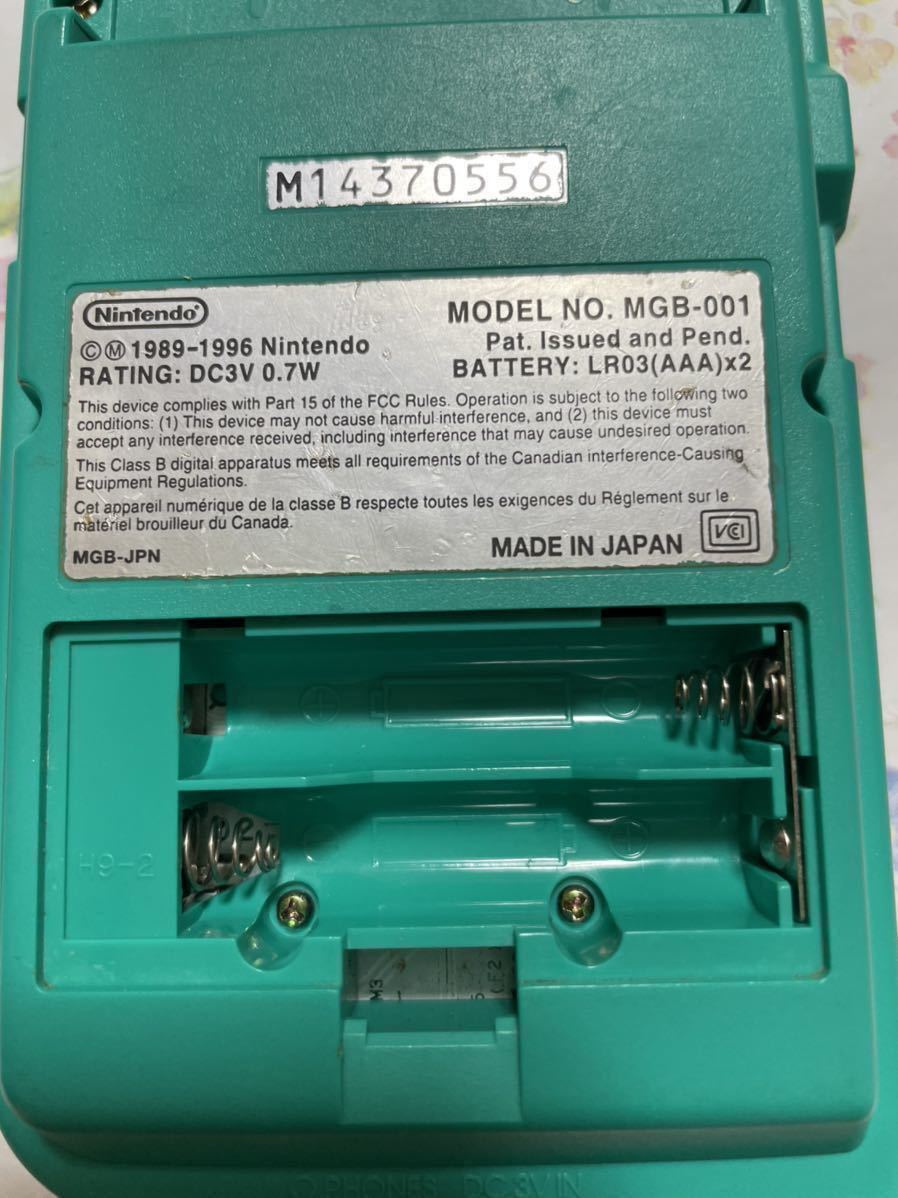 M14370556
Nintendo
MODEL NO. MGB-001
©Ⓜ 1989-1996 Nintendo
Pat. Issued and Pend.
RATING: DC3V 0.7W
BATTERY: LR03(AAA)x2
This device complies with Part 15 of the FCC Rules. Operation is subject to the following two
conditions: (1) This device may not cause harmful interference, and (2) this device must
accept any interference received, including interference that may cause undesired operation.
This Class B digital apparatus meets all requirements of the Canadian interference-Causing
Equipment Regulations.
Cet apparail numérique de la classe B respecte toutes les exigences du Réglement sur le
matériel brouilleur du Canada.
MGB-JPN
MADE IN JAPAN
VCI
H9-2
M3
CF2
PHONES DC3V IN